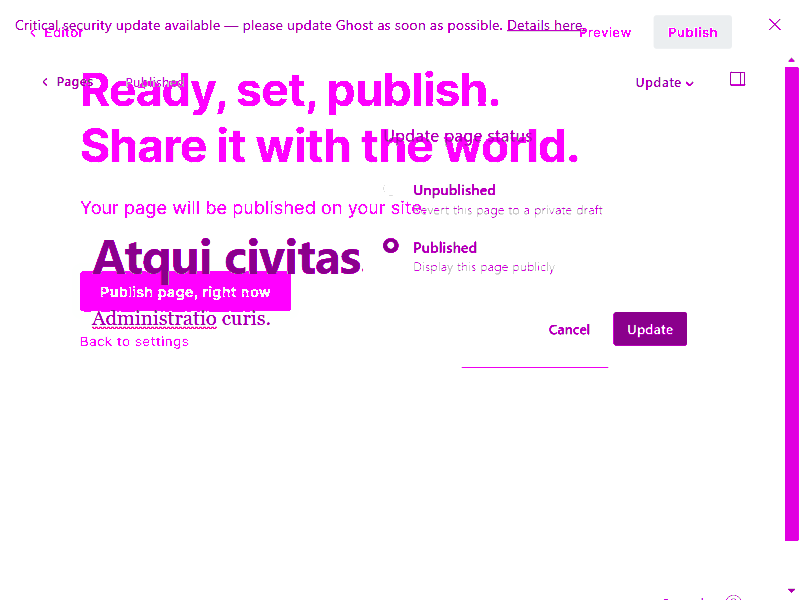 Critical security update available — please update Ghost as soon as possible. Details here.
Editor
Preview
Publish
Pages
Published
Update
Ready, set, publish.
Share it with the world.
Update page status
Unpublished
Revert this page to a private draft
Your page will be published on your site.
Published
Display this page publicly
Atqui civitas
Publish page, right now
Administratio curis.
Cancel
Update
Back to settings